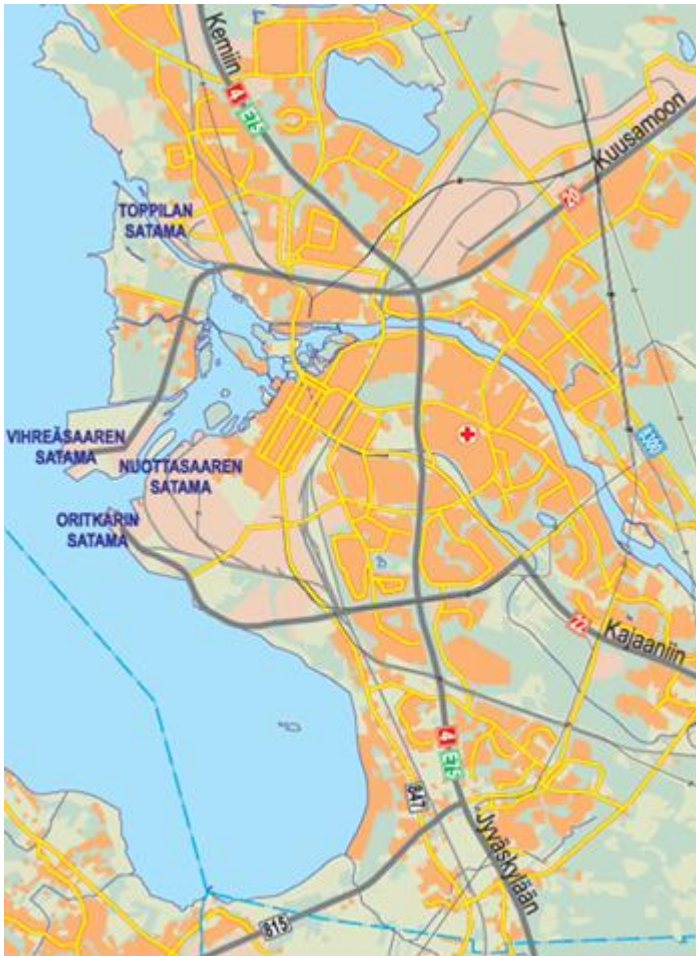 Kemiin
4
E75
Kuusamoon
20
TOPPILAN
SATAMA
8300
VIHREÄSAAREN
SATAMA
NUOTTASAAREN
SATAMA
ORITKARIN
SATAMA
22
Kajaaniin
4
E75
847
Jyväskylään
815